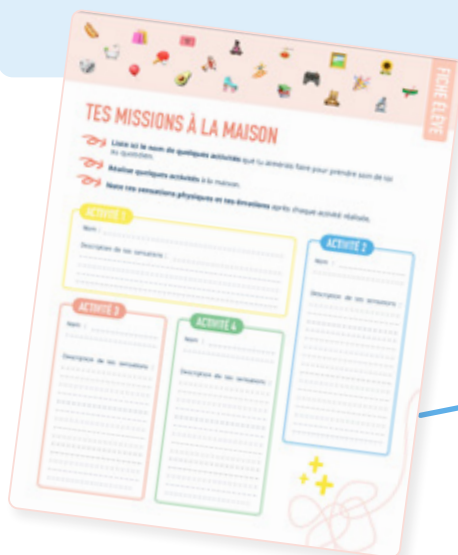 FICHE ÉLÈVE
TES MISSIONS À LA MAISON
Liste ici le nom de quelques activités que tu aimerais faire pour prendre soin de toi
au quotidien.
Réalise quelques activités à la maison.
Note tes sensations physiques et tes émotions après chaque activité réalisée.
ACTIVITÉ 1
Nom :
Description de tes sensations :
ACTIVITÉ 2
Nom :
Description de tes sensations :
ACTIVITÉ 3
Nom :
Description de tes sensations :
ACTIVITÉ 4
Nom :
Description de tes sensations :